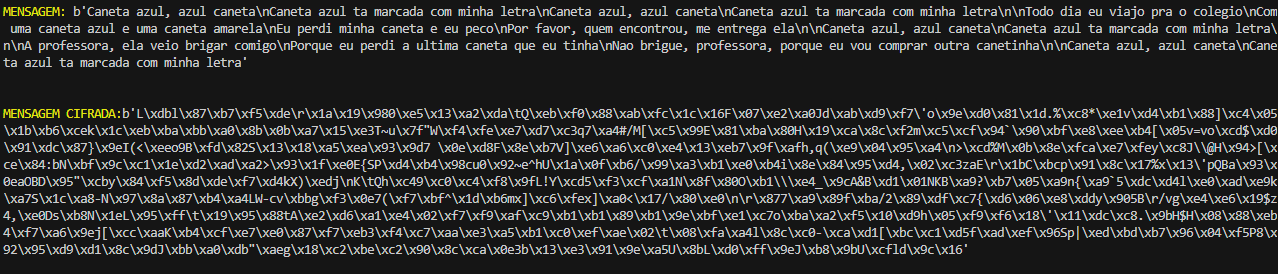 MENSAGEM: b'Caneta azul, azul caneta\nCaneta azul ta marcada com minha letra\n\nCaneta azul, azul caneta\nCaneta azul ta marcada com minha letra\n\n\nTodo dia eu viajo pra o colegio\nCom
 uma caneta azul e uma caneta amarela\nEu perdi minha caneta e eu peco\nPor favor, quem encontrou, me entrega ela\n\nCaneta azul, azul caneta\nCaneta azul ta marcada com minha letra\
n\nA professora, ela veio brigar comigo\nPorque eu perdi a ultima caneta que eu tinha\nNao brigue, professora, porque eu vou comprar outra canetinha\n\nCaneta azul, azul caneta\nCane
ta azul ta marcada com minha letra'
MENSAGEM CIFRADA:b'L\xdbl\x87\xb7\xf5\xde\r\x1a\x19\x980\xe5\x13\xa2\xda\tQ\xeb\xf0\x88\xab\xfc\x1c\x16F\x07\xe2\xa0Jd\xab\xd9\xf7\'o\x9e\xd0\x81\x1d.%\xc8*\xe1v\xd4\xb1\x88]\xc4\x05
\x1b\xb6\xcek\x1c\xeb\xba\xbb\xa0\x8b\x0b\xa7\x15\xe3T~u\x7f"W\xf4\xfe\xe7\xd7\xc3q7\xa4#/M[\xc5\x99E\x81\xba\x80H\x19\xca\x8c\xf2m\xc5\xcf\x94`\x90\xbf\xe8\xee\xb4[\x05v=vo\xcd$\xd0
\x91\xdc\x87}\x9eI(<\xeeo9B\xfd\x82S\x13\x18\xa5\xea\x93\x9d7 \x0e\xd8F\x8e\xb7V]\xe6\xa6\xc0\xe4\x13\xeb7\x9f\xafh,q(\xe9\x04\x95\xa4\n>\xcd%M\x0b\x8e\xfca\xe7\xfey\xc8J\\@H\x94>[\x
ce\x84:bN\xbf\x9c\xc1\x1e\xd2\xad\xa2>\x93\x1f\xe0E{SP\xd4\xb4\x98cu0\x92~e^hU\x1a\x0f\xb6/\x99\xa3\xb1\xe0\xb4i\x8e\x84\x95\xd4,\x02\xc3zaE\r\x1bC\xbcp\x91\x8c\x17%x\x13\'pQBa\x93\x
0eaOBD\x95"\xcby\x84\xf5\x8d\xde\xf7\xd4kX)\xedj\nK\tQh\xc49\xc0\xc4\xf8\x9fL!Y\xcd5\xf3\xcf\xa1N\x8f\x80O\xb1\\\xe4_\x9cA&B\xd1\x01NKB\xa9?\xb7\x05\xa9n{\xa9`5\xdc\xd4l\xe0\xad\xe9k
\xa7S\x1c\xa8-N\x97\x8a\x87\xb4\xa4LW-cv\xbbg\xf3\x0e7(\xf7\xbf^\x1d\xb6mx]\xc6\xfex]\xa0<\x17/\x80\xe0\n\r\x877\xa9\x89f\xba/2\x89\xdf\xc7{\xd6\x06\xe8\xddy\x905B\r/vg\xe4\xe6\x19$z
4,\xe0Ds\xb8N\x1eL\x95\xff\t\x19\x95\x88tA\xe2\xd6\xa1\xe4\x02\xf7\xf9\xaf\xc9\xb1\xb1\x89\xb1\x9e\xbf\xe1\xc7o\xba\xa2\xf5\x10\xd9h\x05\xf9\xf6\x18\'\x11\xdc\xc8.\x9bH$H\x08\x88\xeb
4\xf7\xa6\x9ej[\xcc\xaaK\xb4\xcf\xe7\xe0\x87\xf7\xeb3\xf4\xc7\xaa\xe3\xa5\xb1\xc0\xef\xae\x02\t\x08\xfa\xa4l\x8c\xc0-\xca\xd1[\xbc\xc1\xd5f\xad\xef\x96Sp|\xed\xbd\xb7\x96\x04\xf5P8\x
92\x95\xd9\xd1\x8c\x9dJ\xbb\xa0\xdb"\xaeg\x18\xc2\xbe\xc2\x90\x8c\xca\x0e3b\x13\xe3\x91\x9e\xa5U\x8bL\xd0\xff\x9eJ\xb8\x9bU\xcfld\x9c\x16'